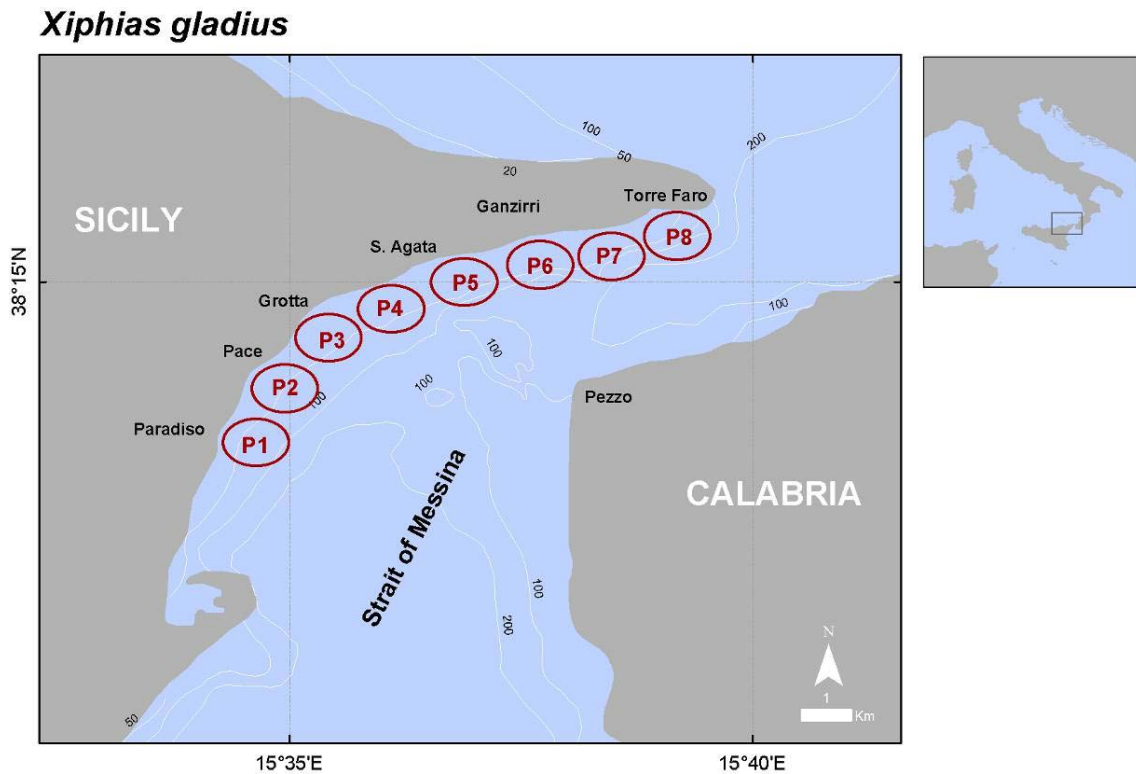 Xiphias gladius
100
200
50
20
Torre Faro
Ganzirri
SICILY
P8
S. Agata
P7
P6
38°15'N
P5
Grotta
P4
100
P3
100
Pace
100
P2
100
Pezzo
Paradiso
P1
CALABRIA
Strait of Messina
100
200
N
1
Km
50
15°35'E
15°40'E